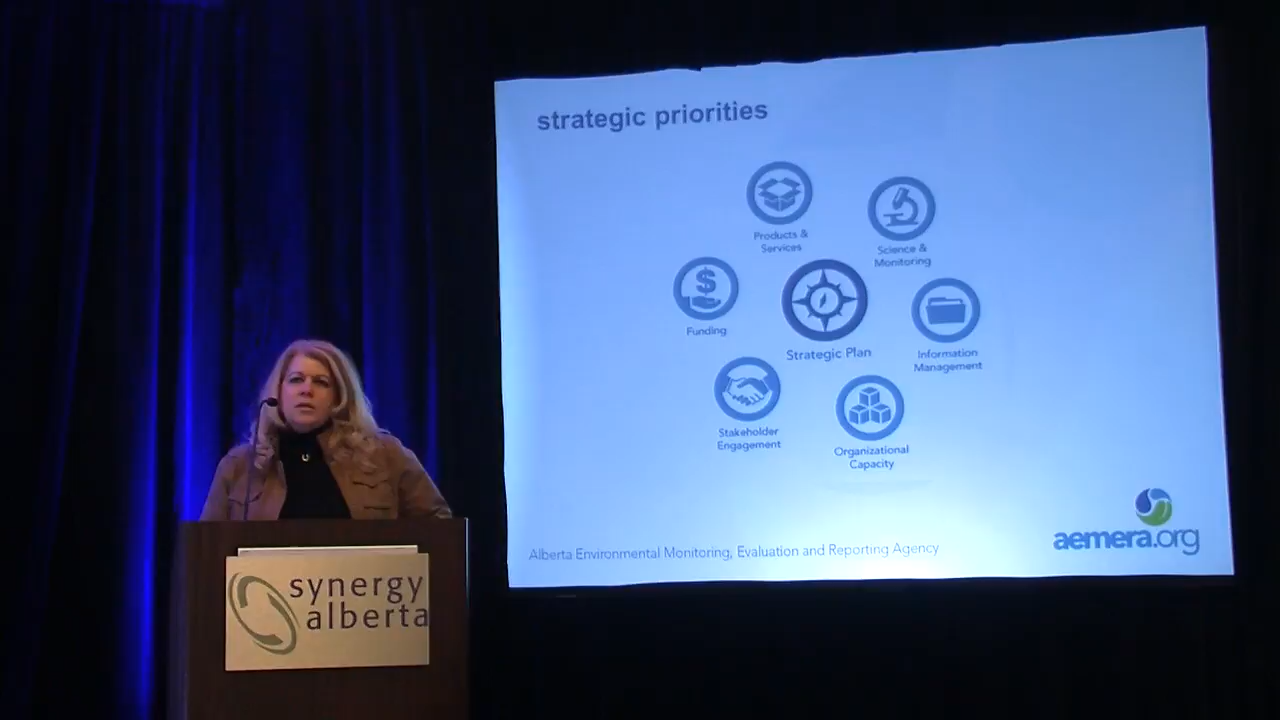 strategic priorities
Products &
Services
Science &
Monitoring
Funding
Strategic Plan
Information
Management
Stakeholder
Engagement
Organizational
Capacity
Alberta Environmental Monitoring, Evaluation and Reporting Agency
aemera.org
synergy
alberta